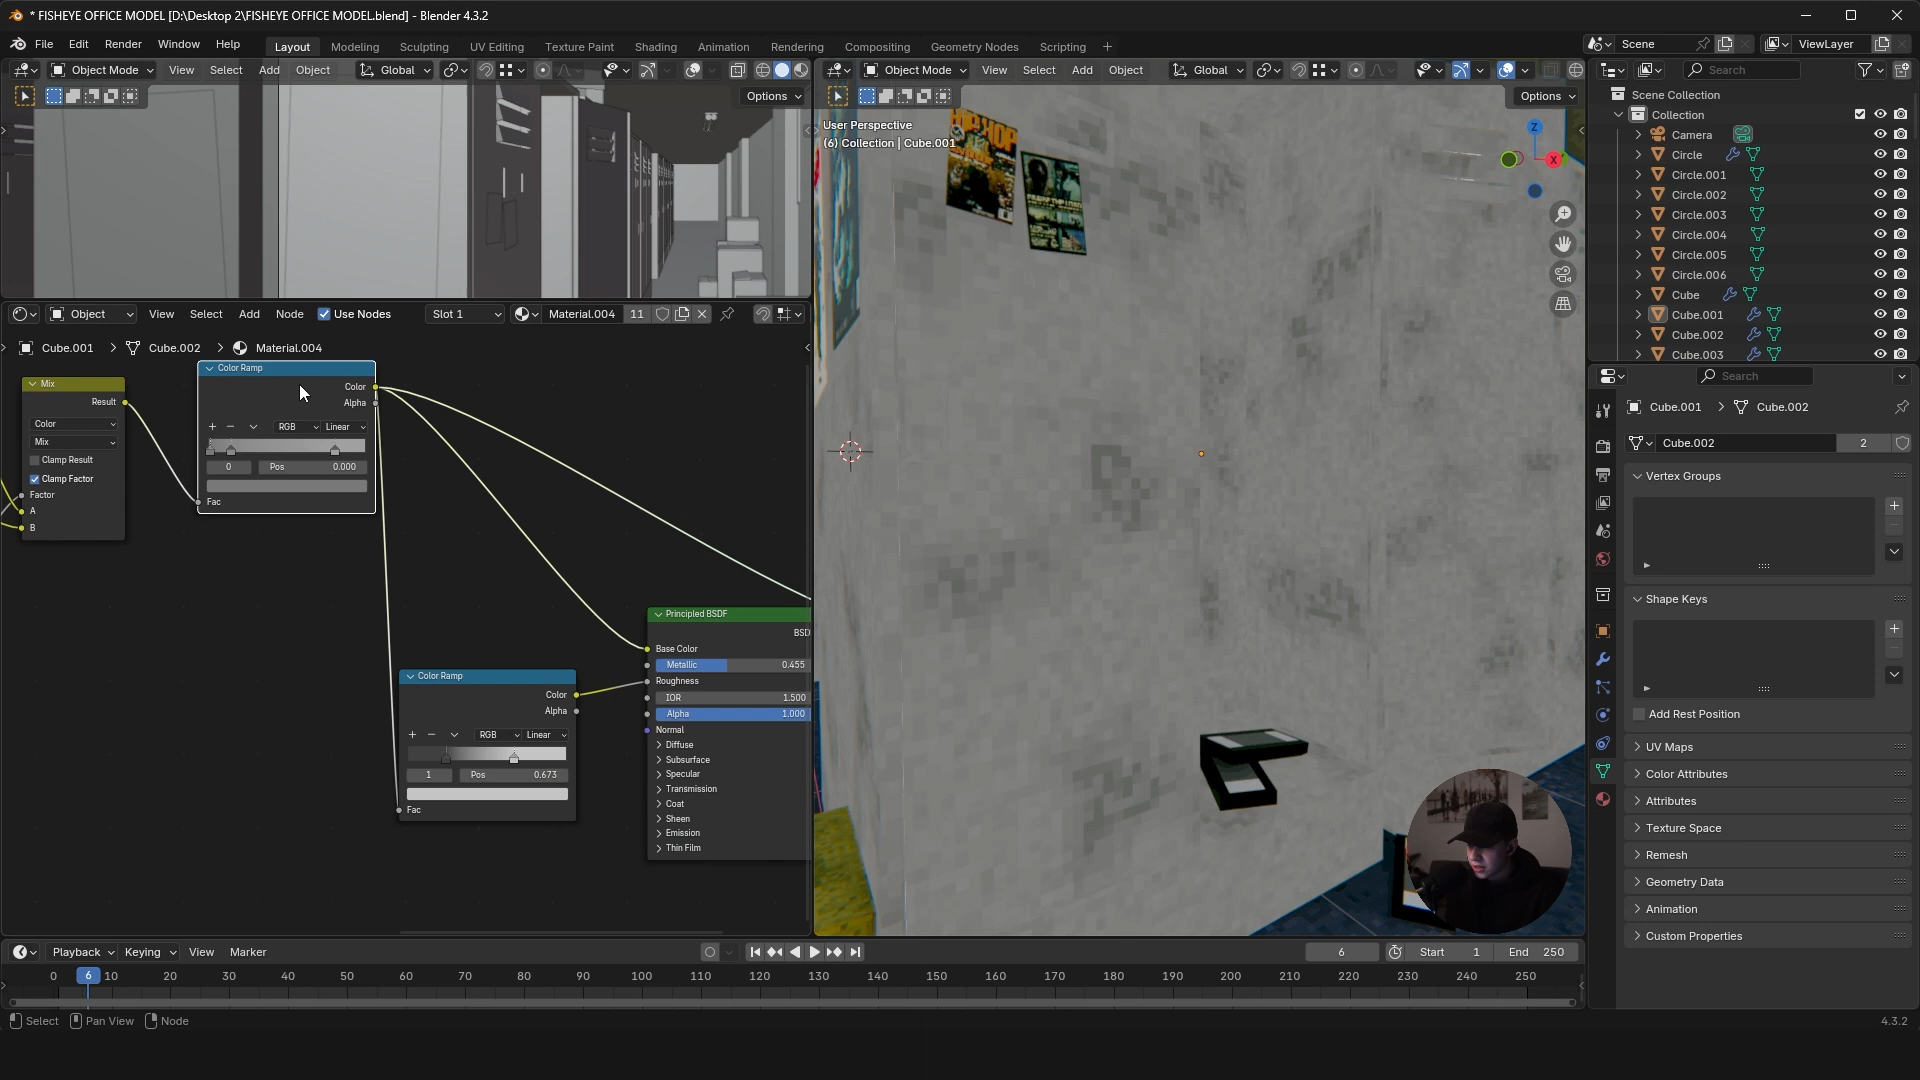 * FISHEYE OFFICE MODEL [D:\Desktop 2\FISHEYE OFFICE MODEL.blend] - Blender 4.3.2
File Edit Render Window Help
Layout Modeling Sculpting UV Editing Texture Paint Shading Animation Rendering Compositing Geometry Nodes Scripting +
Scene
ViewLayer
Object Mode View Select Add Object Global
Options
Object Mode View Select Add Object Global
Options
User Perspective
(6) Collection | Cube.001
HIP HOP
Z
X
Search
Scene Collection
Collection
Camera
Circle
Circle.001
Circle.002
Circle.003
Circle.004
Circle.005
Circle.006
Cube
Cube.001
Cube.002
Cube.003
Object View Select Add Node Use Nodes Slot 1 Material.004 11
Cube.001 > Cube.002 > Material.004
Mix
Result
Color
Mix
Clamp Result
Clamp Factor
Factor
A
B
Color Ramp
Color
Alpha
+ − RGB Linear
0 Pos 0.000
Fac
Color Ramp
Color
Alpha
+ − RGB Linear
1 Pos 0.673
Fac
Principled BSDF
BSD
Base Color
Metallic 0.455
Roughness
IOR 1.500
Alpha 1.000
Normal
Diffuse
Subsurface
Specular
Transmission
Coat
Sheen
Emission
Thin Film
Search
Cube.001 > Cube.002
Cube.002 2
Vertex Groups
Shape Keys
Add Rest Position
UV Maps
Color Attributes
Attributes
Texture Space
Remesh
Geometry Data
Animation
Custom Properties
Playback Keying View Marker
6 Start 1 End 250
0 6 10 20 30 40 50 60 70 80 90 100 110 120 130 140 150 160 170 180 190 200 210 220 230 240 250
Select Pan View Node
4.3.2